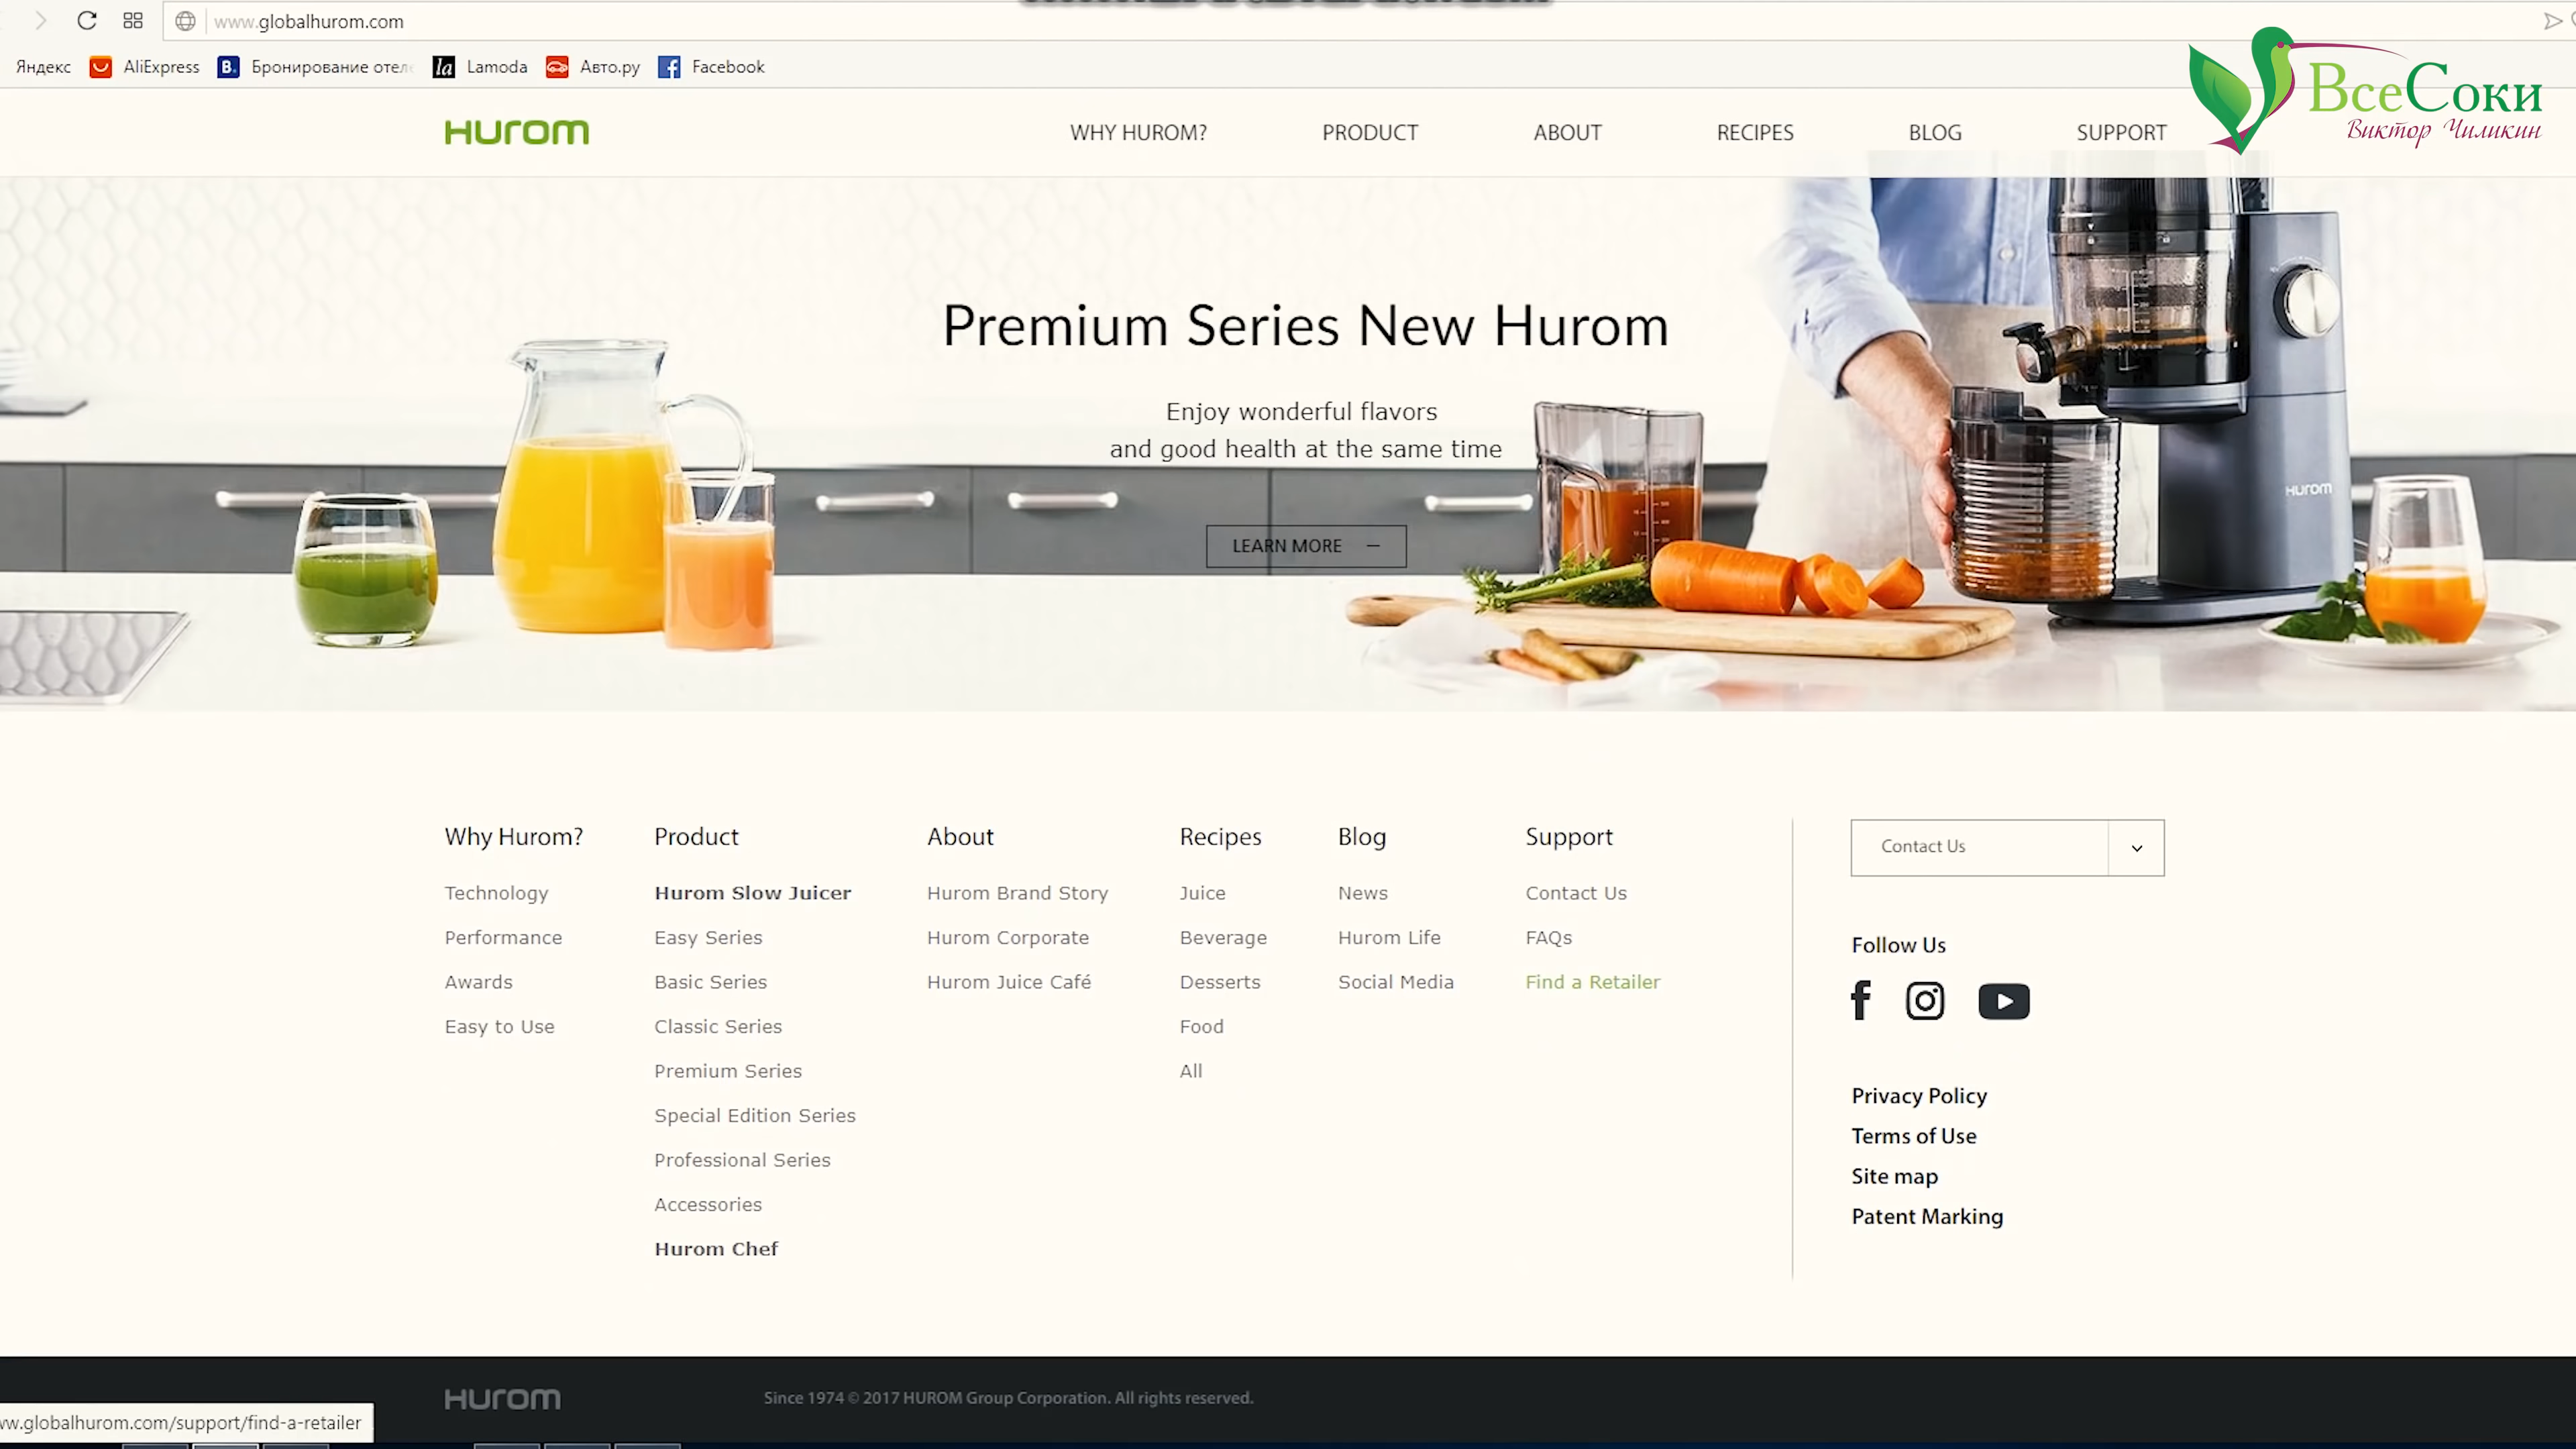 www.globalhurom.com
Яндекс AliExpress Бронирование отел Lamoda Авто.ру Facebook
ВсеСоки
Виктор Чиликин
HUROM WHY HUROM? PRODUCT ABOUT RECIPES BLOG SUPPORT
Premium Series New Hurom
Enjoy wonderful flavors
and good health at the same time
HUROM
LEARN MORE
Why Hurom?
Technology
Performance
Awards
Easy to Use
Product
Hurom Slow Juicer
Easy Series
Basic Series
Classic Series
Premium Series
Special Edition Series
Professional Series
Accessories
Hurom Chef
About
Hurom Brand Story
Hurom Corporate
Hurom Juice Café
Recipes
Juice
Beverage
Desserts
Food
All
Blog
News
Hurom Life
Social Media
Support
Contact Us
FAQs
Find a Retailer
Contact Us
Follow Us
Privacy Policy
Terms of Use
Site map
Patent Marking
HUROM Since 1974 © 2017 HUROM Group Corporation. All rights reserved.
ww.globalhurom.com/support/find-a-retailer